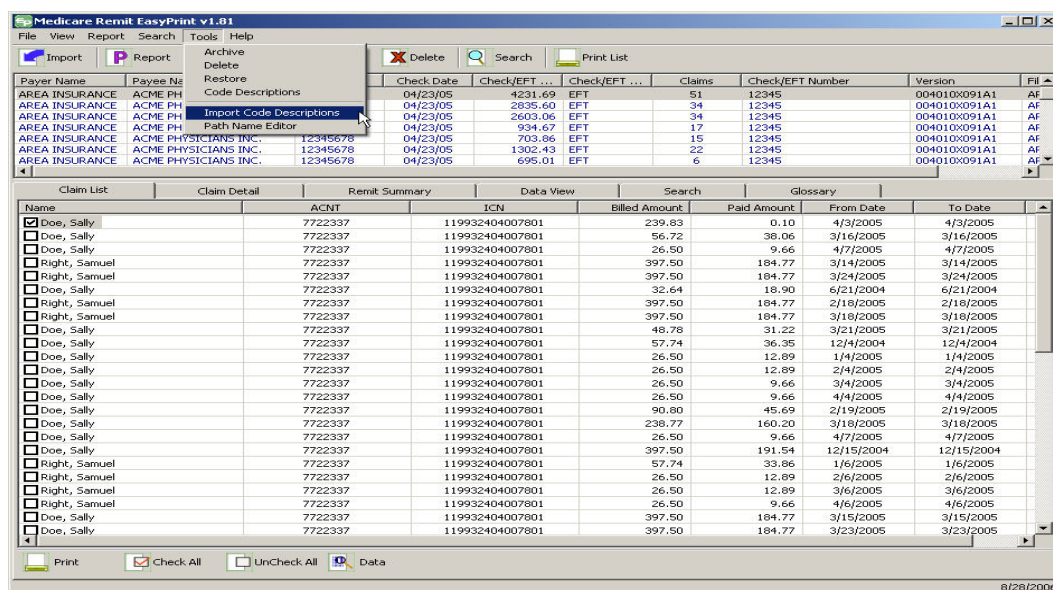 Medicare Remit EasyPrint v1.81
File View Report Search Tools Help
Import Report Delete Search Print List
Archive
Delete
Restore
Code Descriptions
Import Code Descriptions
Path Name Editor
Payer Name Payee Na Check Date Check/EFT ... Check/EFT ... Claims Check/EFT Number Version Fil
AREA INSURANCE ACME PH 04/23/05 4231.69 EFT 51 12345 004010X091A1
AREA INSURANCE ACME PH 04/23/05 2835.60 EFT 34 12345 004010X091A1
AREA INSURANCE ACME PH 04/23/05 2603.06 EFT 34 12345 004010X091A1
AREA INSURANCE ACME PH 04/23/05 934.67 EFT 17 12345 004010X091A1
AREA INSURANCE ACME PHYSICIANS INC. 12345678 04/23/05 703.86 EFT 15 12345 004010X091A1
AREA INSURANCE ACME PHYSICIANS INC. 12345678 04/23/05 1302.43 EFT 22 12345 004010X091A1
AREA INSURANCE ACME PHYSICIANS INC. 12345678 04/23/05 695.01 EFT 6 12345 004010X091A1
Claim List Claim Detail Remit Summary Data View Search Glossary
Name ACNT ICN Billed Amount Paid Amount From Date To Date
Doe, Sally 7722337 119932404007801 239.83 0.10 4/3/2005 4/3/2005
Doe, Sally 7722337 119932404007801 56.72 38.06 3/16/2005 3/16/2005
Doe, Sally 7722337 119932404007801 26.50 9.66 4/7/2005 4/7/2005
Right, Samuel 7722337 119932404007801 397.50 184.77 3/14/2005 3/14/2005
Right, Samuel 7722337 119932404007801 397.50 184.77 3/24/2005 3/24/2005
Doe, Sally 7722337 119932404007801 32.64 18.90 6/21/2004 6/21/2004
Right, Samuel 7722337 119932404007801 397.50 184.77 2/18/2005 2/18/2005
Right, Samuel 7722337 119932404007801 397.50 184.77 3/18/2005 3/18/2005
Doe, Sally 7722337 119932404007801 48.78 31.22 3/21/2005 3/21/2005
Doe, Sally 7722337 119932404007801 57.74 36.35 12/4/2004 12/4/2004
Doe, Sally 7722337 119932404007801 26.50 12.89 1/4/2005 1/4/2005
Doe, Sally 7722337 119932404007801 26.50 12.89 2/4/2005 2/4/2005
Doe, Sally 7722337 119932404007801 26.50 9.66 3/4/2005 3/4/2005
Doe, Sally 7722337 119932404007801 26.50 9.66 4/4/2005 4/4/2005
Doe, Sally 7722337 119932404007801 90.80 45.69 2/19/2005 2/19/2005
Doe, Sally 7722337 119932404007801 238.77 160.20 3/18/2005 3/18/2005
Doe, Sally 7722337 119932404007801 26.50 9.66 4/7/2005 4/7/2005
Doe, Sally 7722337 119932404007801 397.50 191.54 12/15/2004 12/15/2004
Right, Samuel 7722337 119932404007801 57.74 33.86 1/6/2005 1/6/2005
Right, Samuel 7722337 119932404007801 26.50 12.89 2/6/2005 2/6/2005
Right, Samuel 7722337 119932404007801 26.50 12.89 3/6/2005 3/6/2005
Right, Samuel 7722337 119932404007801 26.50 9.66 4/6/2005 4/6/2005
Doe, Sally 7722337 119932404007801 397.50 184.77 3/15/2005 3/15/2005
Doe, Sally 7722337 119932404007801 397.50 184.77 3/23/2005 3/23/2005
Print Check All UnCheck All Data